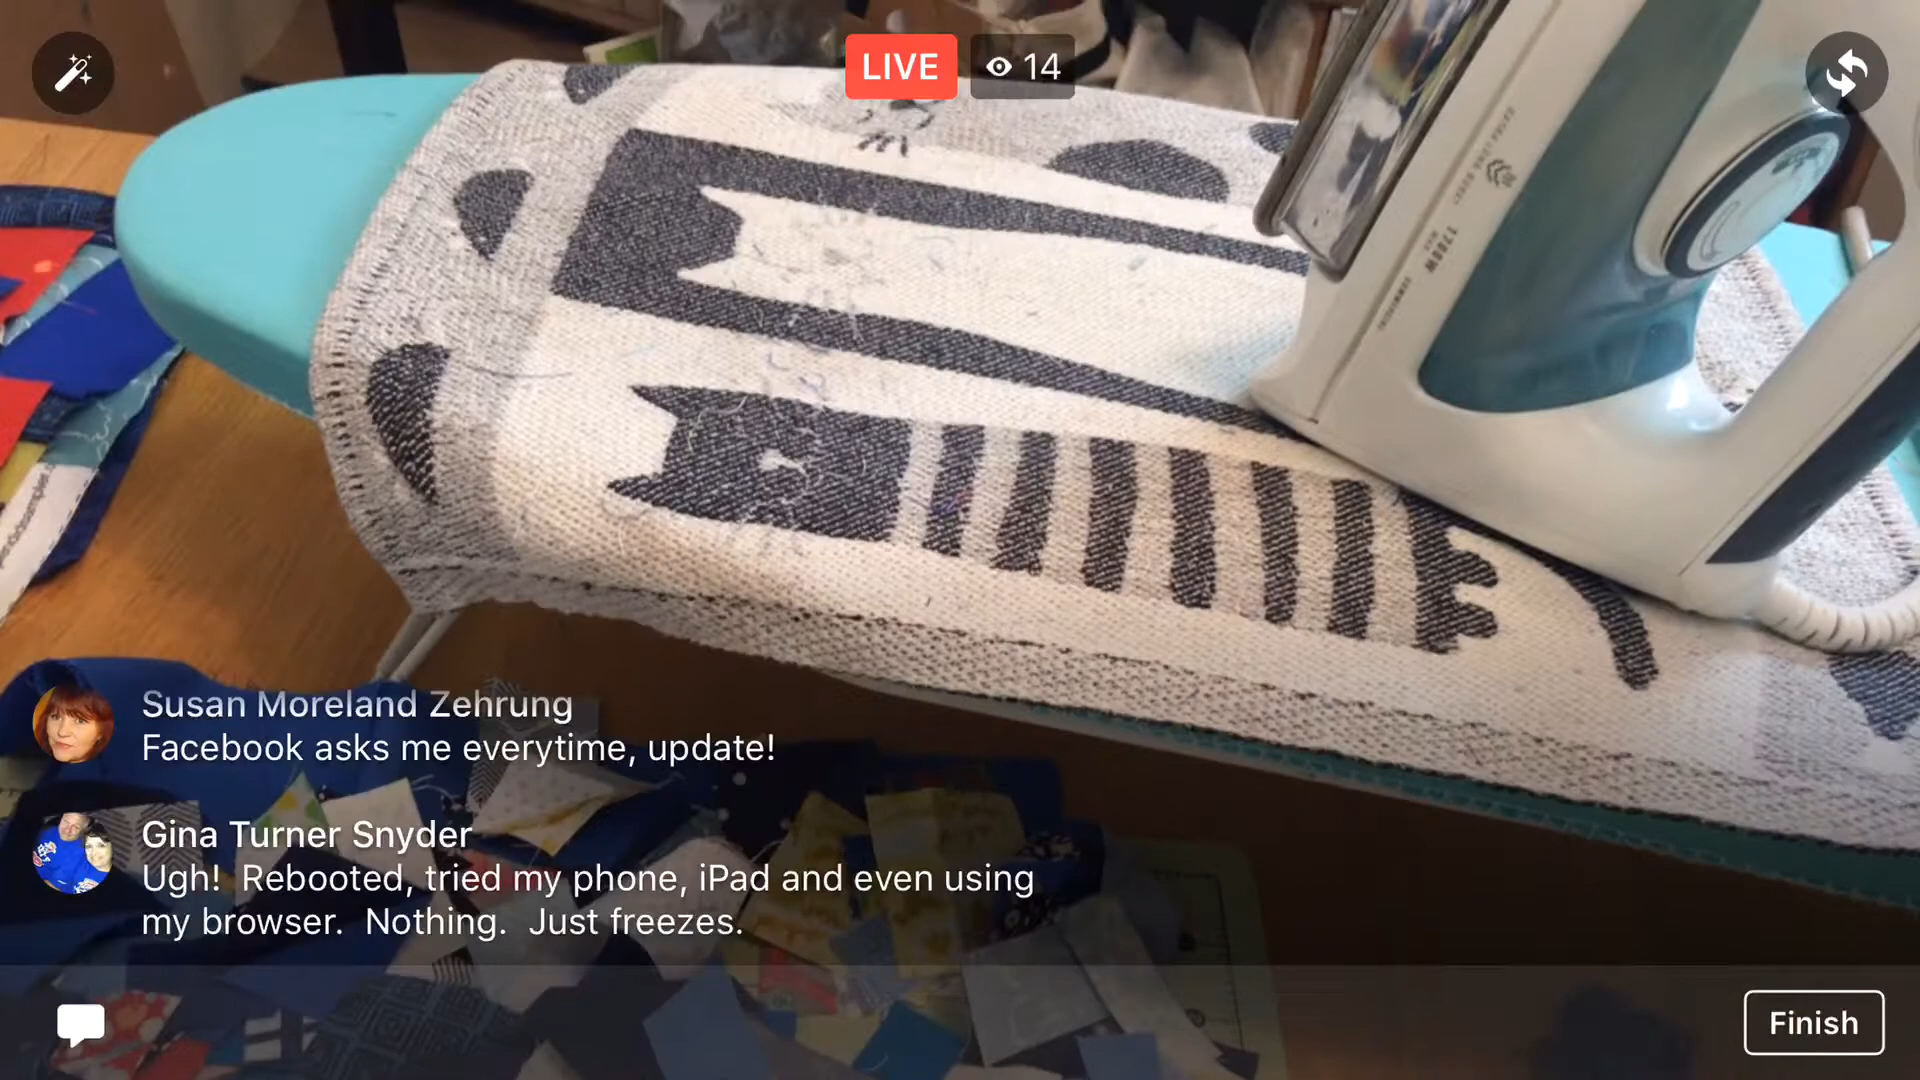 LIVE 14
1700W
Susan Moreland Zehrung
Facebook asks me everytime, update!
Gina Turner Snyder
Ugh! Rebooted, tried my phone, iPad and even using
my browser. Nothing. Just freezes.
Finish